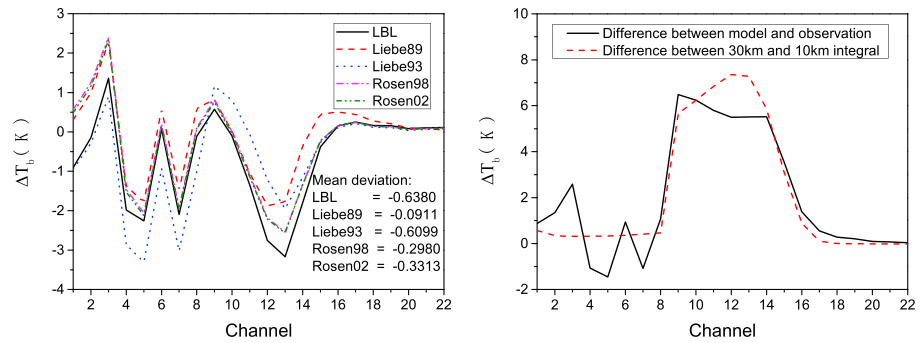 3
2
1
0
-1
-2
-3
-4
ΔTb( K )
LBL
Liebe89
Liebe93
Rosen98
Rosen02
Mean deviation:
LBL = -0.6380
Liebe89 = -0.0911
Liebe93 = -0.6099
Rosen98 = -0.2980
Rosen02 = -0.3313
2 4 6 8 10 12 14 16 18 20 22
Channel
10
8
6
4
2
0
-2
ΔTb( K )
Difference between model and observation
Difference between 30km and 10km integral
2 4 6 8 10 12 14 16 18 20 22
Channel